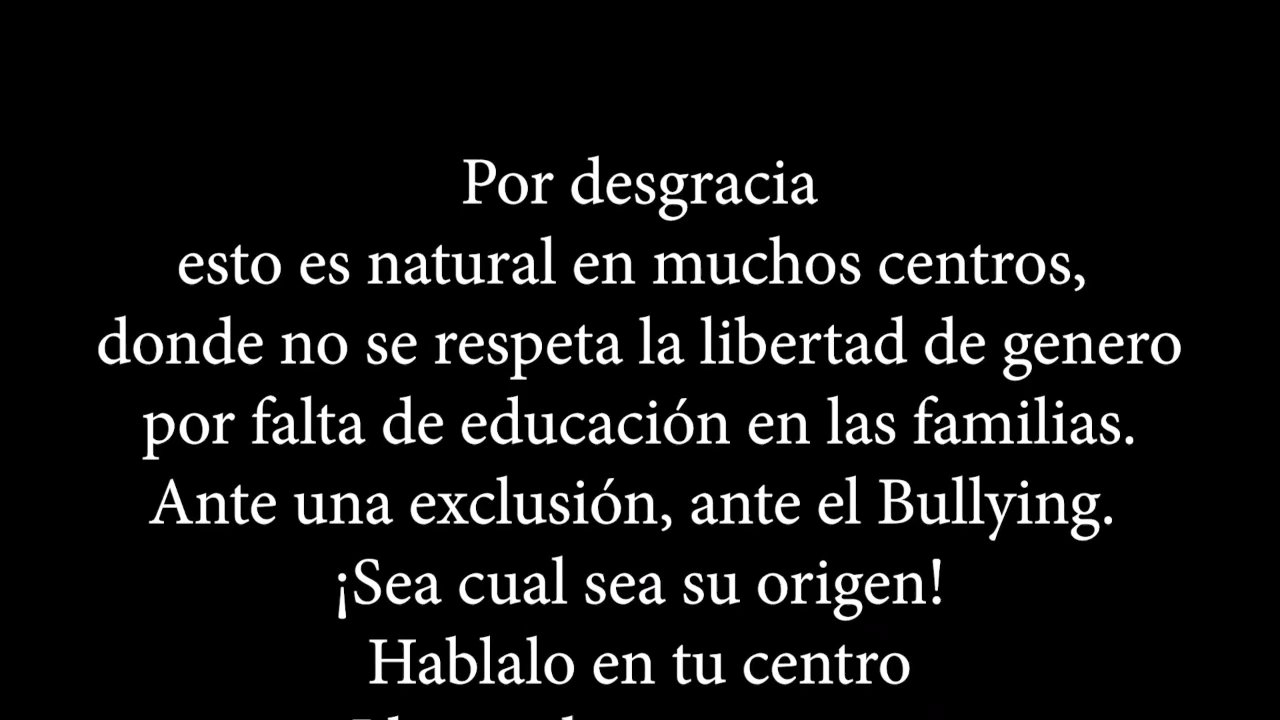 Por desgracia
esto es natural en muchos centros,
donde no se respeta la libertad de genero
por falta de educación en las familias.
Ante una exclusión, ante el Bullying.
¡Sea cual sea su origen!
Hablalo en tu centro